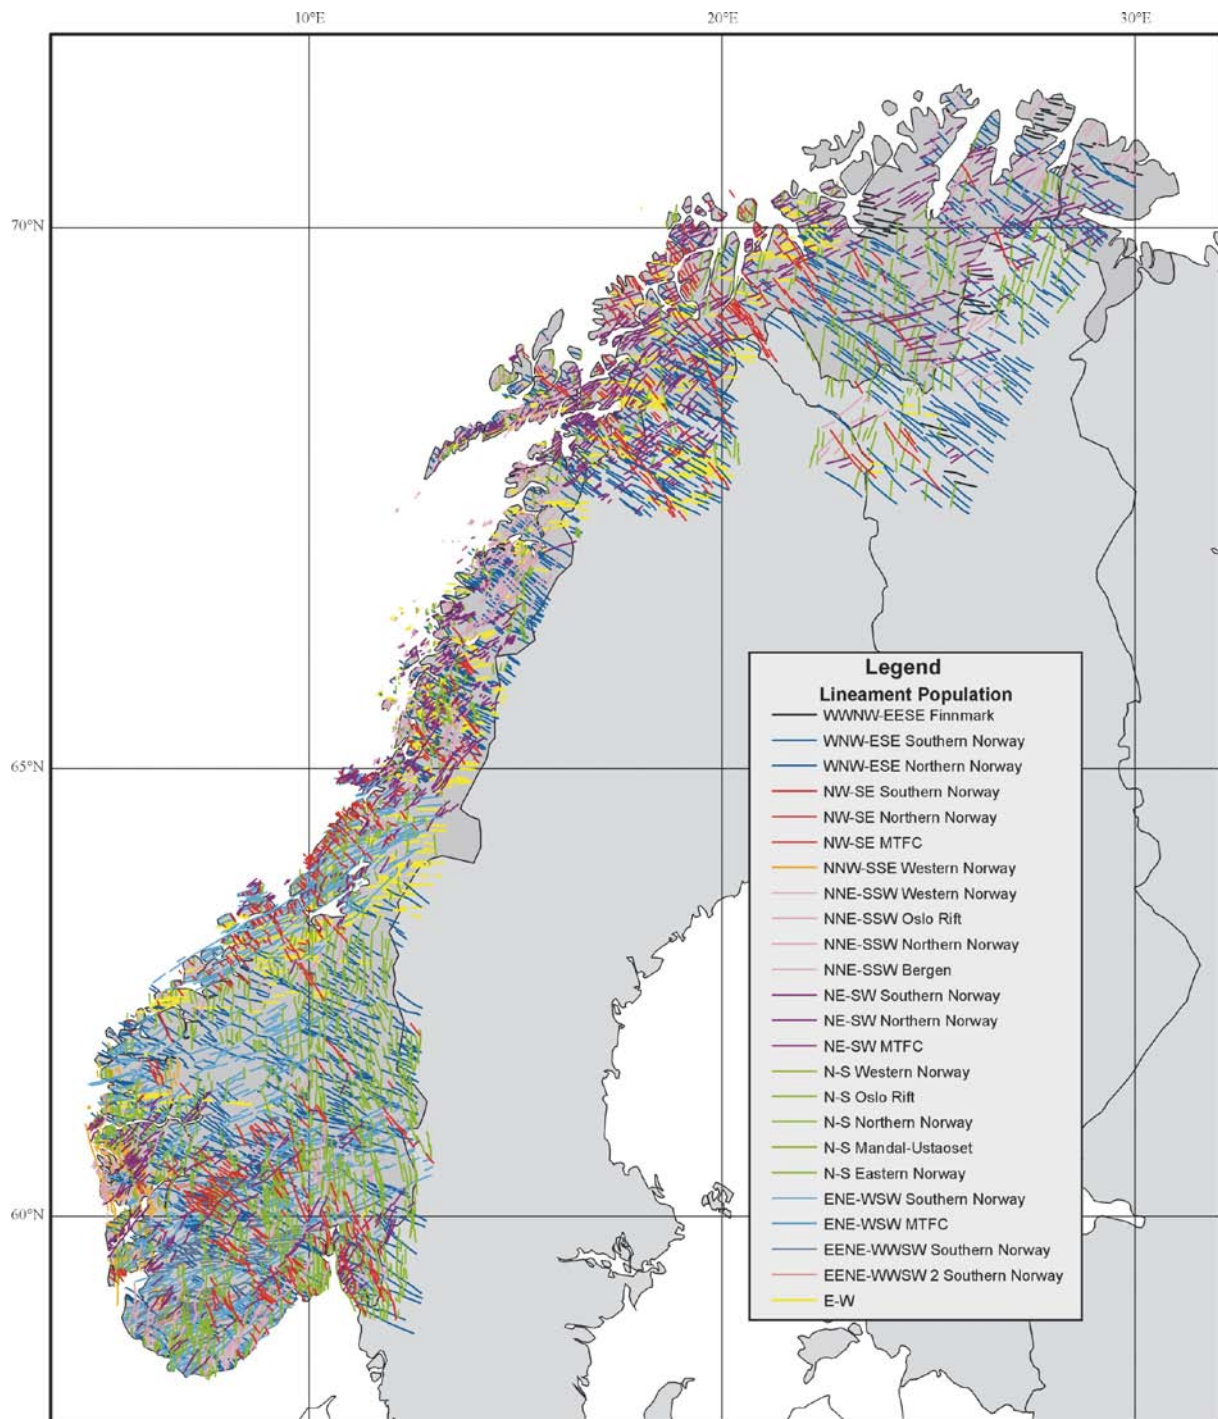 10°E 20°E 30°E
70°N
65°N
60°N
Legend
Lineament Population
WWNW-EESE Finnmark
WNW-ESE Southern Norway
WNW-ESE Northern Norway
NW-SE Southern Norway
NW-SE Northern Norway
NW-SE MTFC
NNW-SSE Western Norway
NNE-SSW Western Norway
NNE-SSW Oslo Rift
NNE-SSW Northern Norway
NNE-SSW Bergen
NE-SW Southern Norway
NE-SW Northern Norway
NE-SW MTFC
N-S Western Norway
N-S Oslo Rift
N-S Northern Norway
N-S Mandal-Ustaoset
N-S Eastern Norway
ENE-WSW Southern Norway
ENE-WSW MTFC
EENE-WWSW Southern Norway
EENE-WWSW 2 Southern Norway
E-W